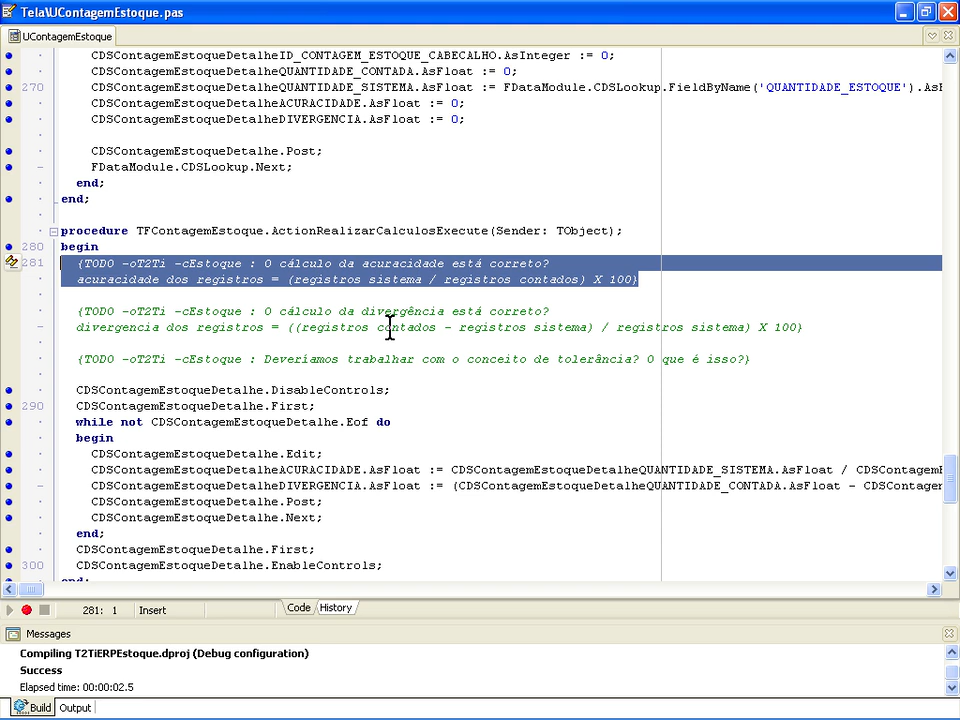 Tela\UContagemEstoque.pas
UContagemEstoque
CDSContagemEstoqueDetalheID_CONTAGEM_ESTOQUE_CABECALHO.AsInteger := 0;
CDSContagemEstoqueDetalheQUANTIDADE_CONTADA.AsFloat := 0;
270 CDSContagemEstoqueDetalheQUANTIDADE_SISTEMA.AsFloat := FDataModule.CDSLookup.FieldByName('QUANTIDADE_ESTOQUE').AsF
CDSContagemEstoqueDetalheACURACIDADE.AsFloat := 0;
CDSContagemEstoqueDetalheDIVERGENCIA.AsFloat := 0;
CDSContagemEstoqueDetalhe.Post;
FDataModule.CDSLookup.Next;
end;
end;
procedure TFContagemEstoque.ActionRealizarCalculosExecute(Sender: TObject);
280 begin
281 {TODO -oT2Ti -cEstoque : O cálculo da acuracidade está correto?
acuracidade dos registros = (registros sistema / registros contados) X 100}
{TODO -oT2Ti -cEstoque : O cálculo da divergência está correto?
divergencia dos registros = ((registros contados - registros sistema) / registros sistema) X 100}
{TODO -oT2Ti -cEstoque : Deveríamos trabalhar com o conceito de tolerância? O que é isso?}
CDSContagemEstoqueDetalhe.DisableControls;
290 CDSContagemEstoqueDetalhe.First;
while not CDSContagemEstoqueDetalhe.Eof do
begin
CDSContagemEstoqueDetalhe.Edit;
CDSContagemEstoqueDetalheACURACIDADE.AsFloat := CDSContagemEstoqueDetalheQUANTIDADE_SISTEMA.AsFloat / CDSContagemE
CDSContagemEstoqueDetalheDIVERGENCIA.AsFloat := (CDSContagemEstoqueDetalheQUANTIDADE_CONTADA.AsFloat - CDSContagem
CDSContagemEstoqueDetalhe.Post;
CDSContagemEstoqueDetalhe.Next;
end;
CDSContagemEstoqueDetalhe.First;
300 CDSContagemEstoqueDetalhe.EnableControls;
end;
281: 1 Insert Code History
Messages
Compiling T2TiERPEstoque.dproj (Debug configuration)
Success
Elapsed time: 00:00:02.5
Build Output